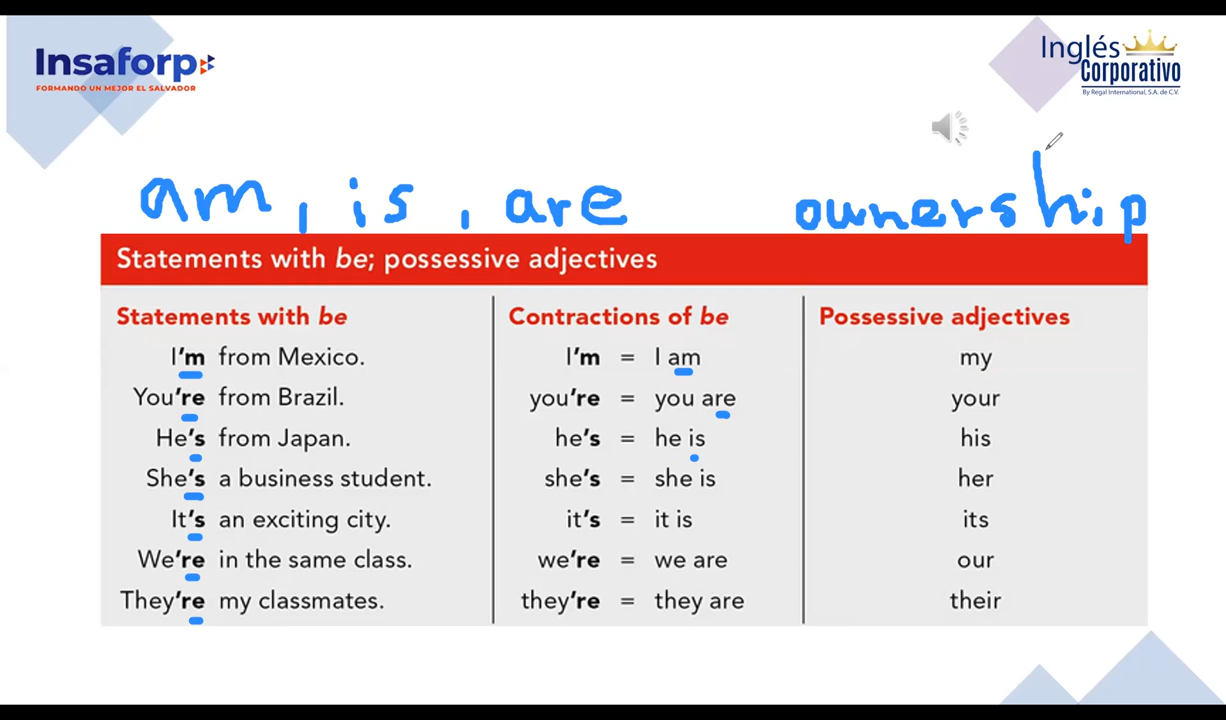 Insaforp
FORMANDO UN MEJOR EL SALVADOR
Inglés
Corporativo
By Regal International, S.A. de C.V.
am, is, are ownership
Statements with be; possessive adjectives
Statements with be Contractions of be Possessive adjectives
I'm from Mexico. I'm = I am my
You're from Brazil. you're = you are your
He's from Japan. he's = he is his
She's a business student. she's = she is her
It's an exciting city. it's = it is its
We're in the same class. we're = we are our
They're my classmates. they're = they are their